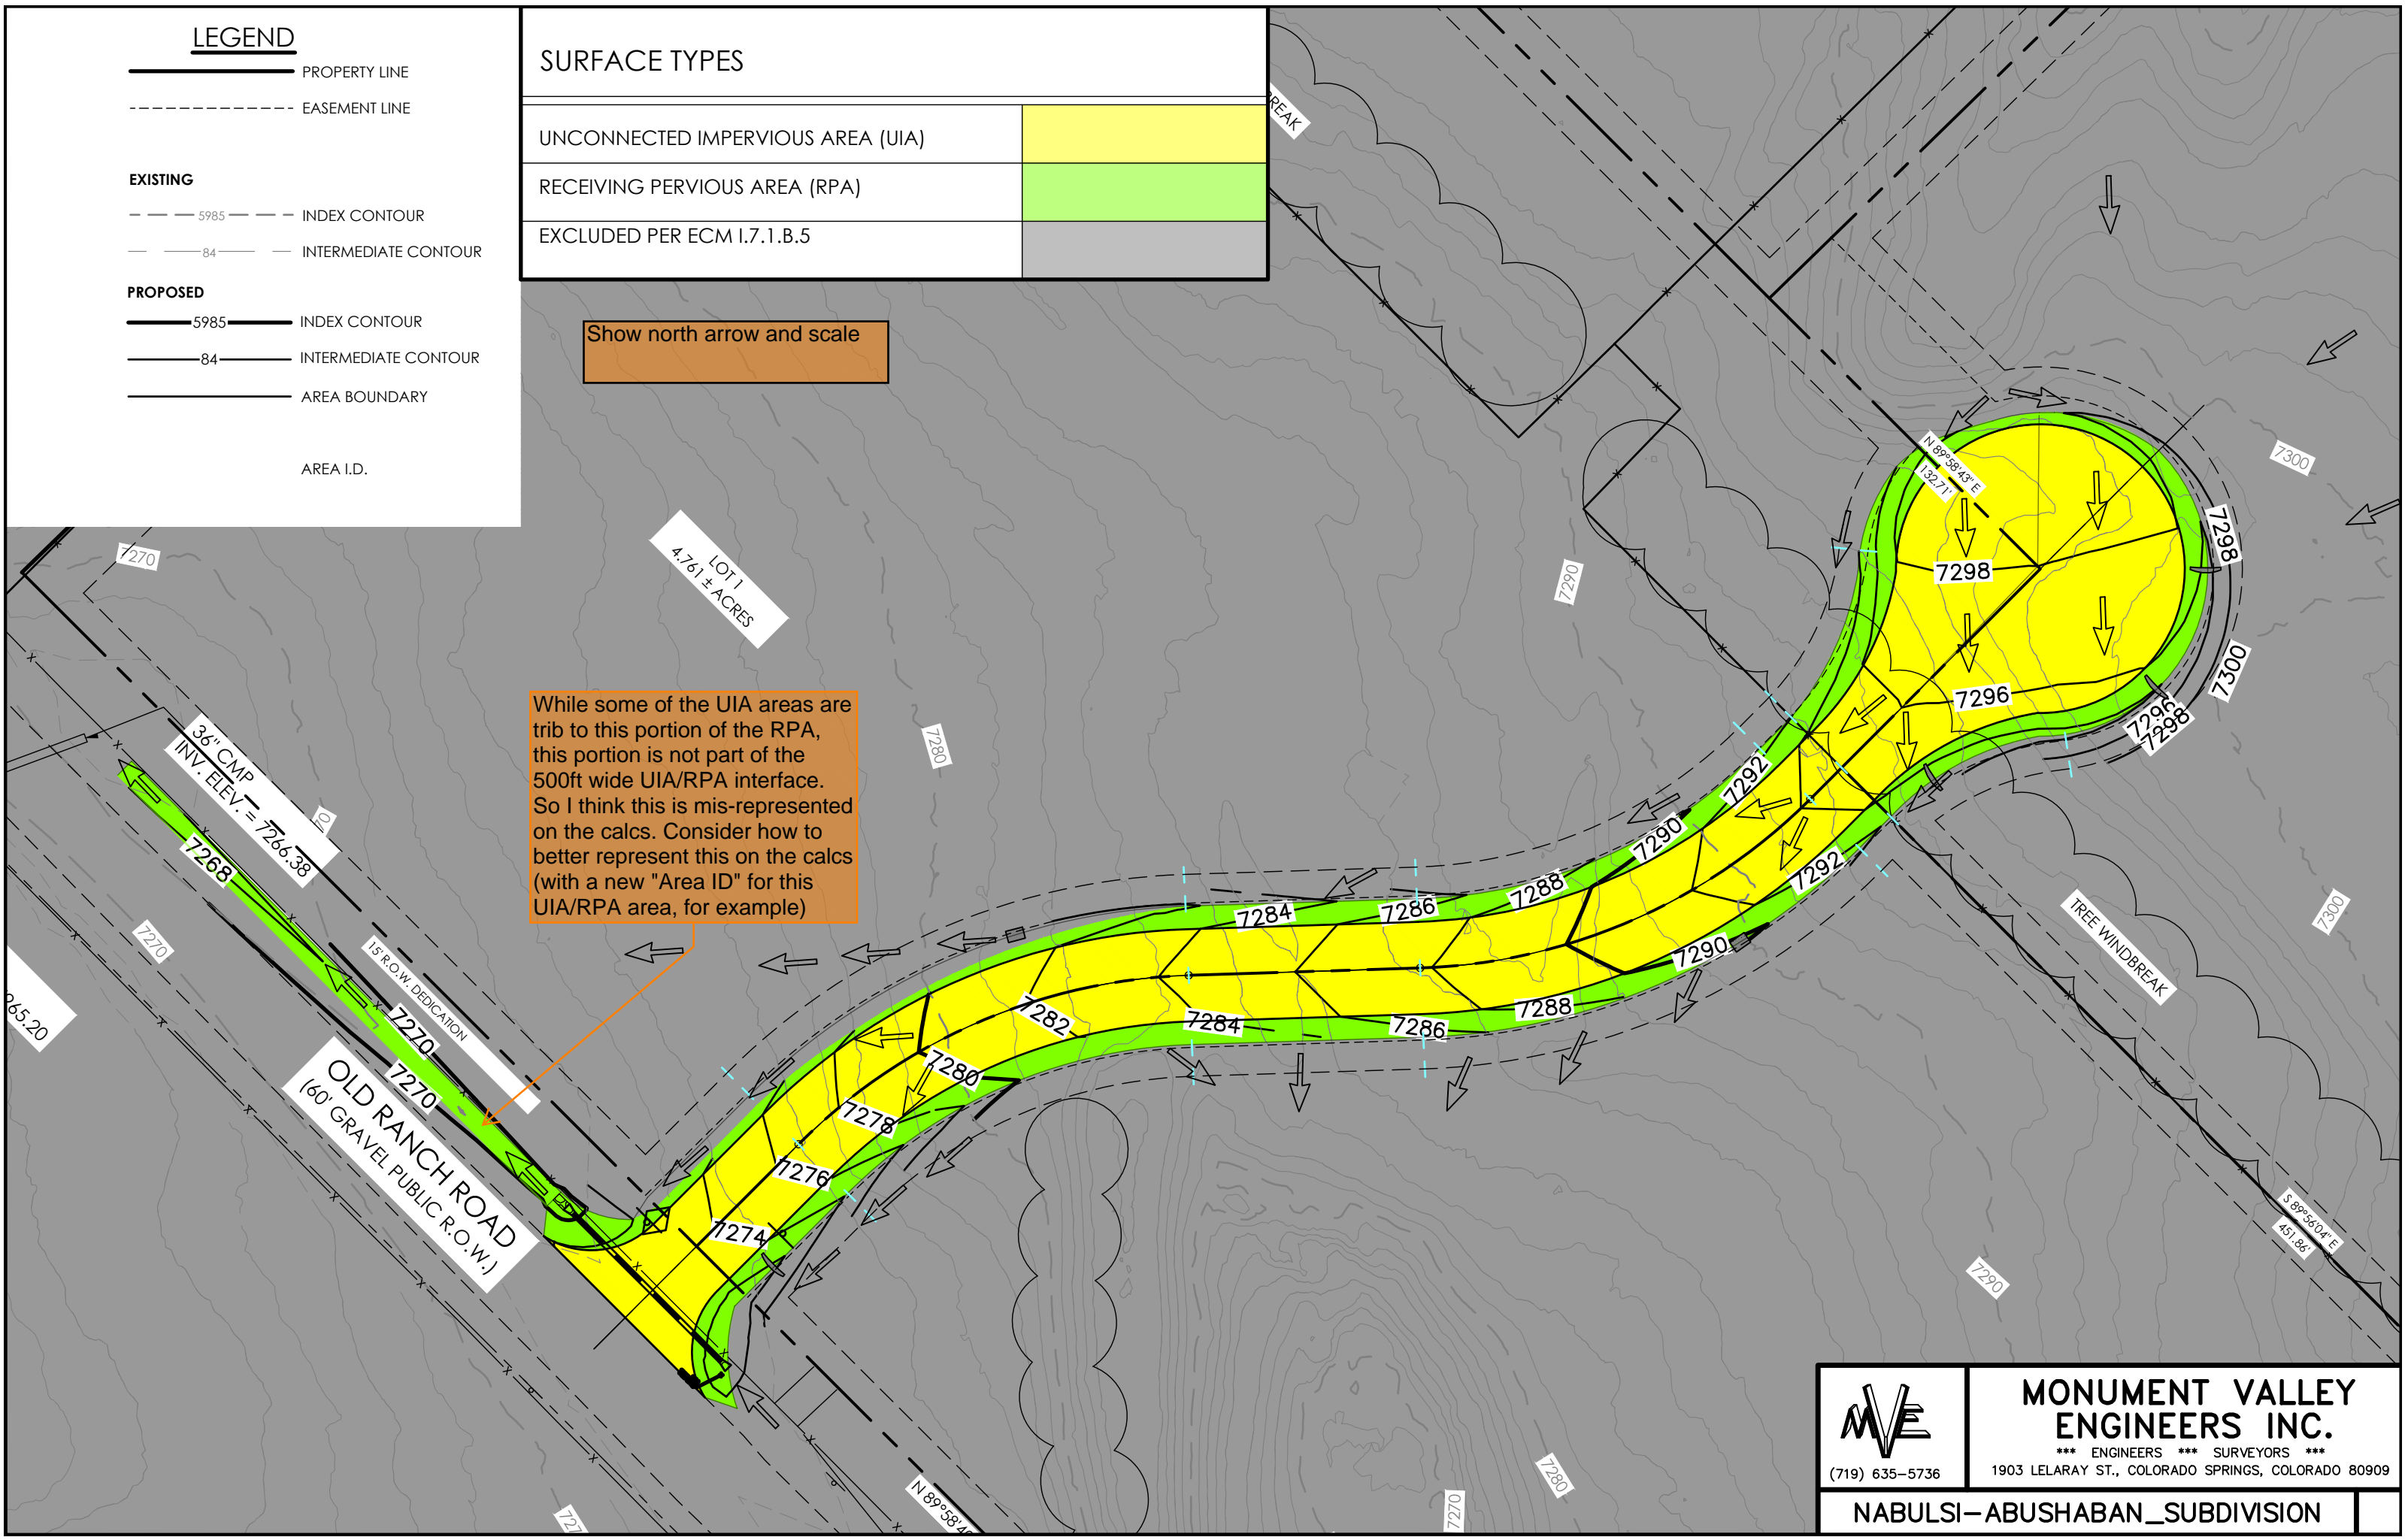 LEGEND
PROPERTY LINE
EASEMENT LINE
EXISTING
5985
INDEX CONTOUR
84
INTERMEDIATE CONTOUR
PROPOSED
5985
INDEX CONTOUR
84
INTERMEDIATE CONTOUR
AREA BOUNDARY
AREA I.D.
SURFACE TYPES
UNCONNECTED IMPERVIOUS AREA (UIA)
RECEIVING PERVIOUS AREA (RPA)
EXCLUDED PER ECM I.7.1.B.5
Show north arrow and scale
7270
LOT 1
4.761 ± ACRES
7290
N 89°58'43" E
132.71'
7300
7298
7298
7296
7300
7296
7298
While some of the UIA areas are
trib to this portion of the RPA,
this portion is not part of the
500ft wide UIA/RPA interface.
So I think this is mis-represented
on the calcs. Consider how to
better represent this on the calcs
(with a new "Area ID" for this
UIA/RPA area, for example)
7280
36" CMP
INV. ELEV. = 7266.38
7268
7270
15' R.O.W. DEDICATION
7270
7270
OLD RANCH ROAD
(60' GRAVEL PUBLIC R.O.W.)
7292
7290
7292
7288
7286
7284
7290
7288
7286
7284
7282
7280
7278
7276
7274
TREE WINDBREAK
7300
S 89°56'04" E
451.86'
7290
7280
7270
MVE
(719) 635-5736
MONUMENT VALLEY
ENGINEERS INC.
*** ENGINEERS *** SURVEYORS ***
1903 LELARAY ST., COLORADO SPRINGS, COLORADO 80909
NABULSI-ABUSHABAN_SUBDIVISION